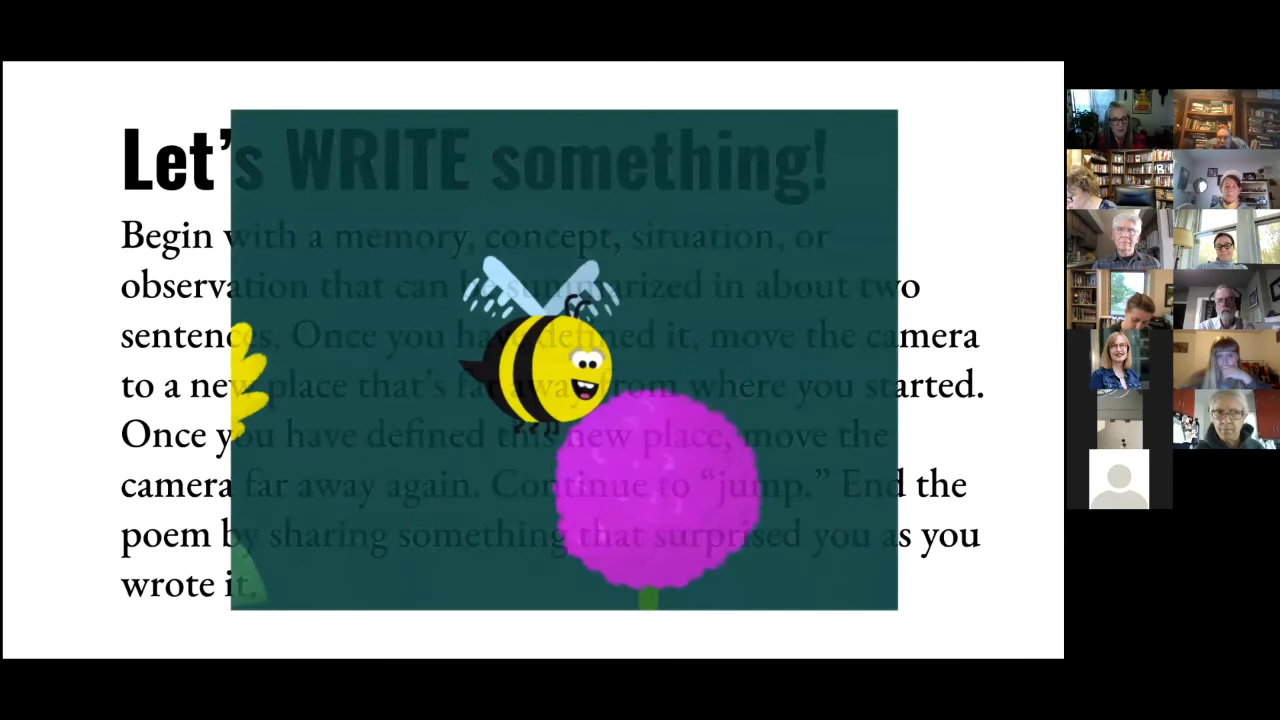 Let's WRITE something!
Begin with a memory, concept, situation, or
observation that can be summarized in about two
sentences. Once you have defined it, move the camera
to a new place that's far away from where you started.
Once you have defined this new place, move the
camera far away again. Continue to “jump.” End the
poem by sharing something that surprised you as you
wrote it.